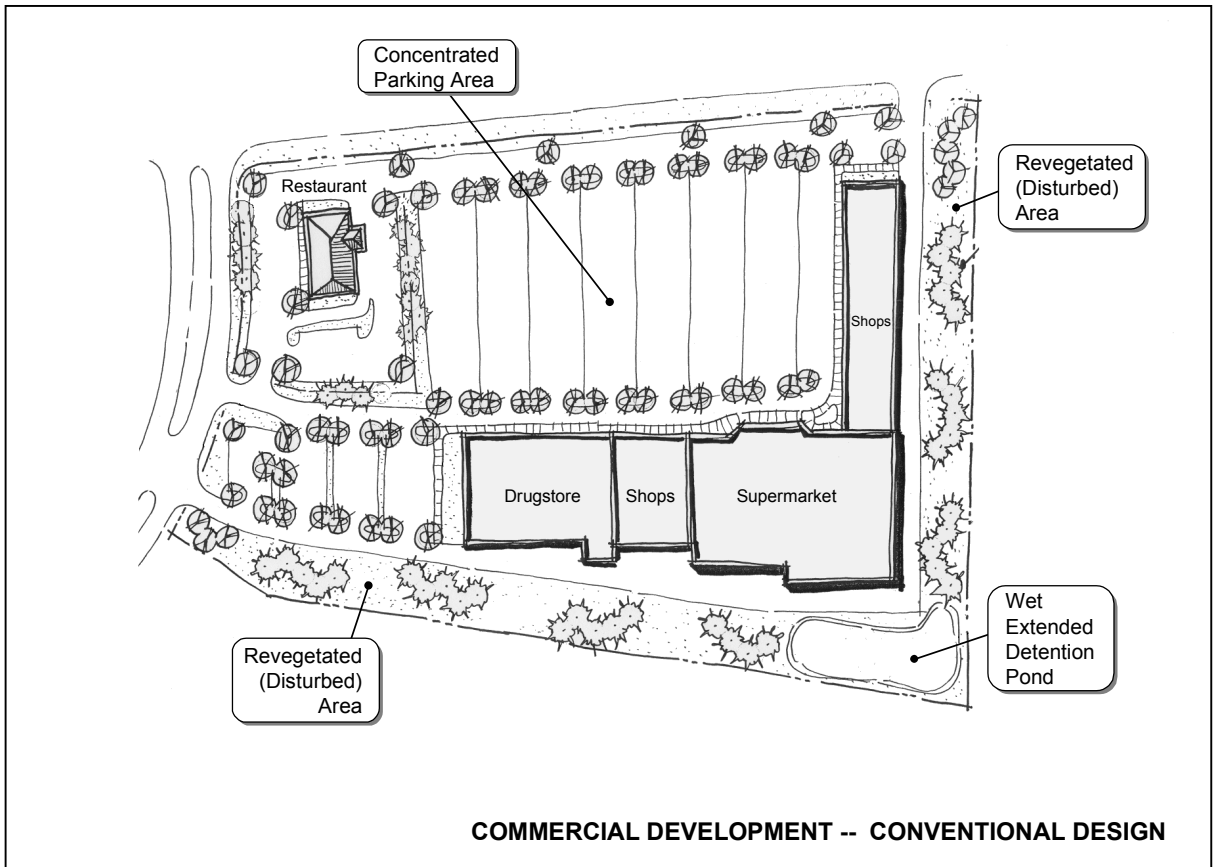 Concentrated
Parking Area
Restaurant
Revegetated
(Disturbed)
Area
Shops
Drugstore
Shops
Supermarket
Wet
Extended
Detention
Pond
Revegetated
(Disturbed)
Area
COMMERCIAL DEVELOPMENT -- CONVENTIONAL DESIGN